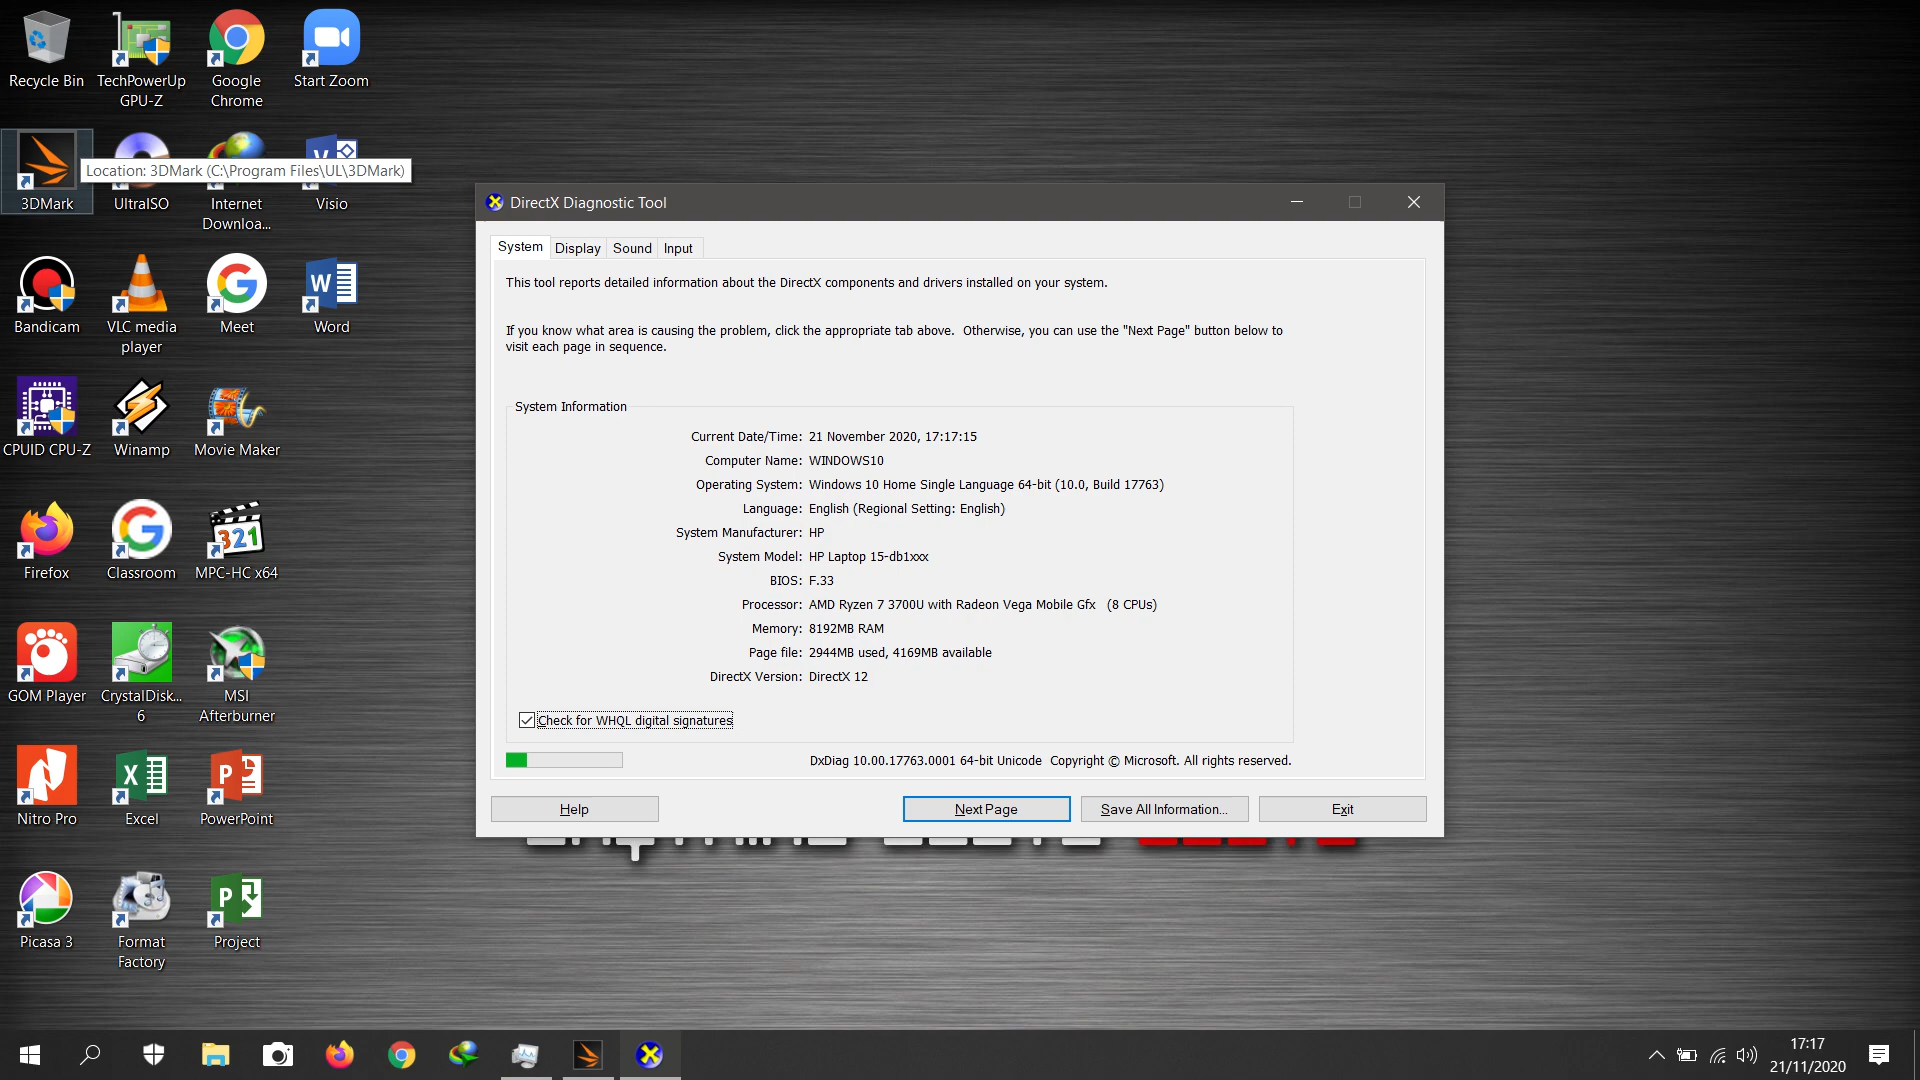 Recycle Bin
TechPowerUp
GPU-Z
Google
Chrome
Start Zoom
Location: 3DMark (C:\Program Files\UL\3DMark)
3DMark
UltraISO
Internet
Downloa...
Visio
Bandicam
VLC media
player
Meet
Word
CPUID CPU-Z
Winamp
Movie Maker
Firefox
Classroom
321
MPC-HC x64
GOM Player
CrystalDisk...
6
MSI
Afterburner
Nitro Pro
Excel
PowerPoint
Picasa 3
Format
Factory
Project
DirectX Diagnostic Tool
System
Display
Sound
Input
This tool reports detailed information about the DirectX components and drivers installed on your system.
If you know what area is causing the problem, click the appropriate tab above.  Otherwise, you can use the "Next Page" button below to
visit each page in sequence.
System Information
Current Date/Time: 21 November 2020, 17:17:15
Computer Name: WINDOWS10
Operating System: Windows 10 Home Single Language 64-bit (10.0, Build 17763)
Language: English (Regional Setting: English)
System Manufacturer: HP
System Model: HP Laptop 15-db1xxx
BIOS: F.33
Processor: AMD Ryzen 7 3700U with Radeon Vega Mobile Gfx   (8 CPUs)
Memory: 8192MB RAM
Page file: 2944MB used, 4169MB available
DirectX Version: DirectX 12
Check for WHQL digital signatures
DxDiag 10.00.17763.0001 64-bit Unicode  Copyright © Microsoft. All rights reserved.
Help
Next Page
Save All Information...
Exit
17:17
21/11/2020